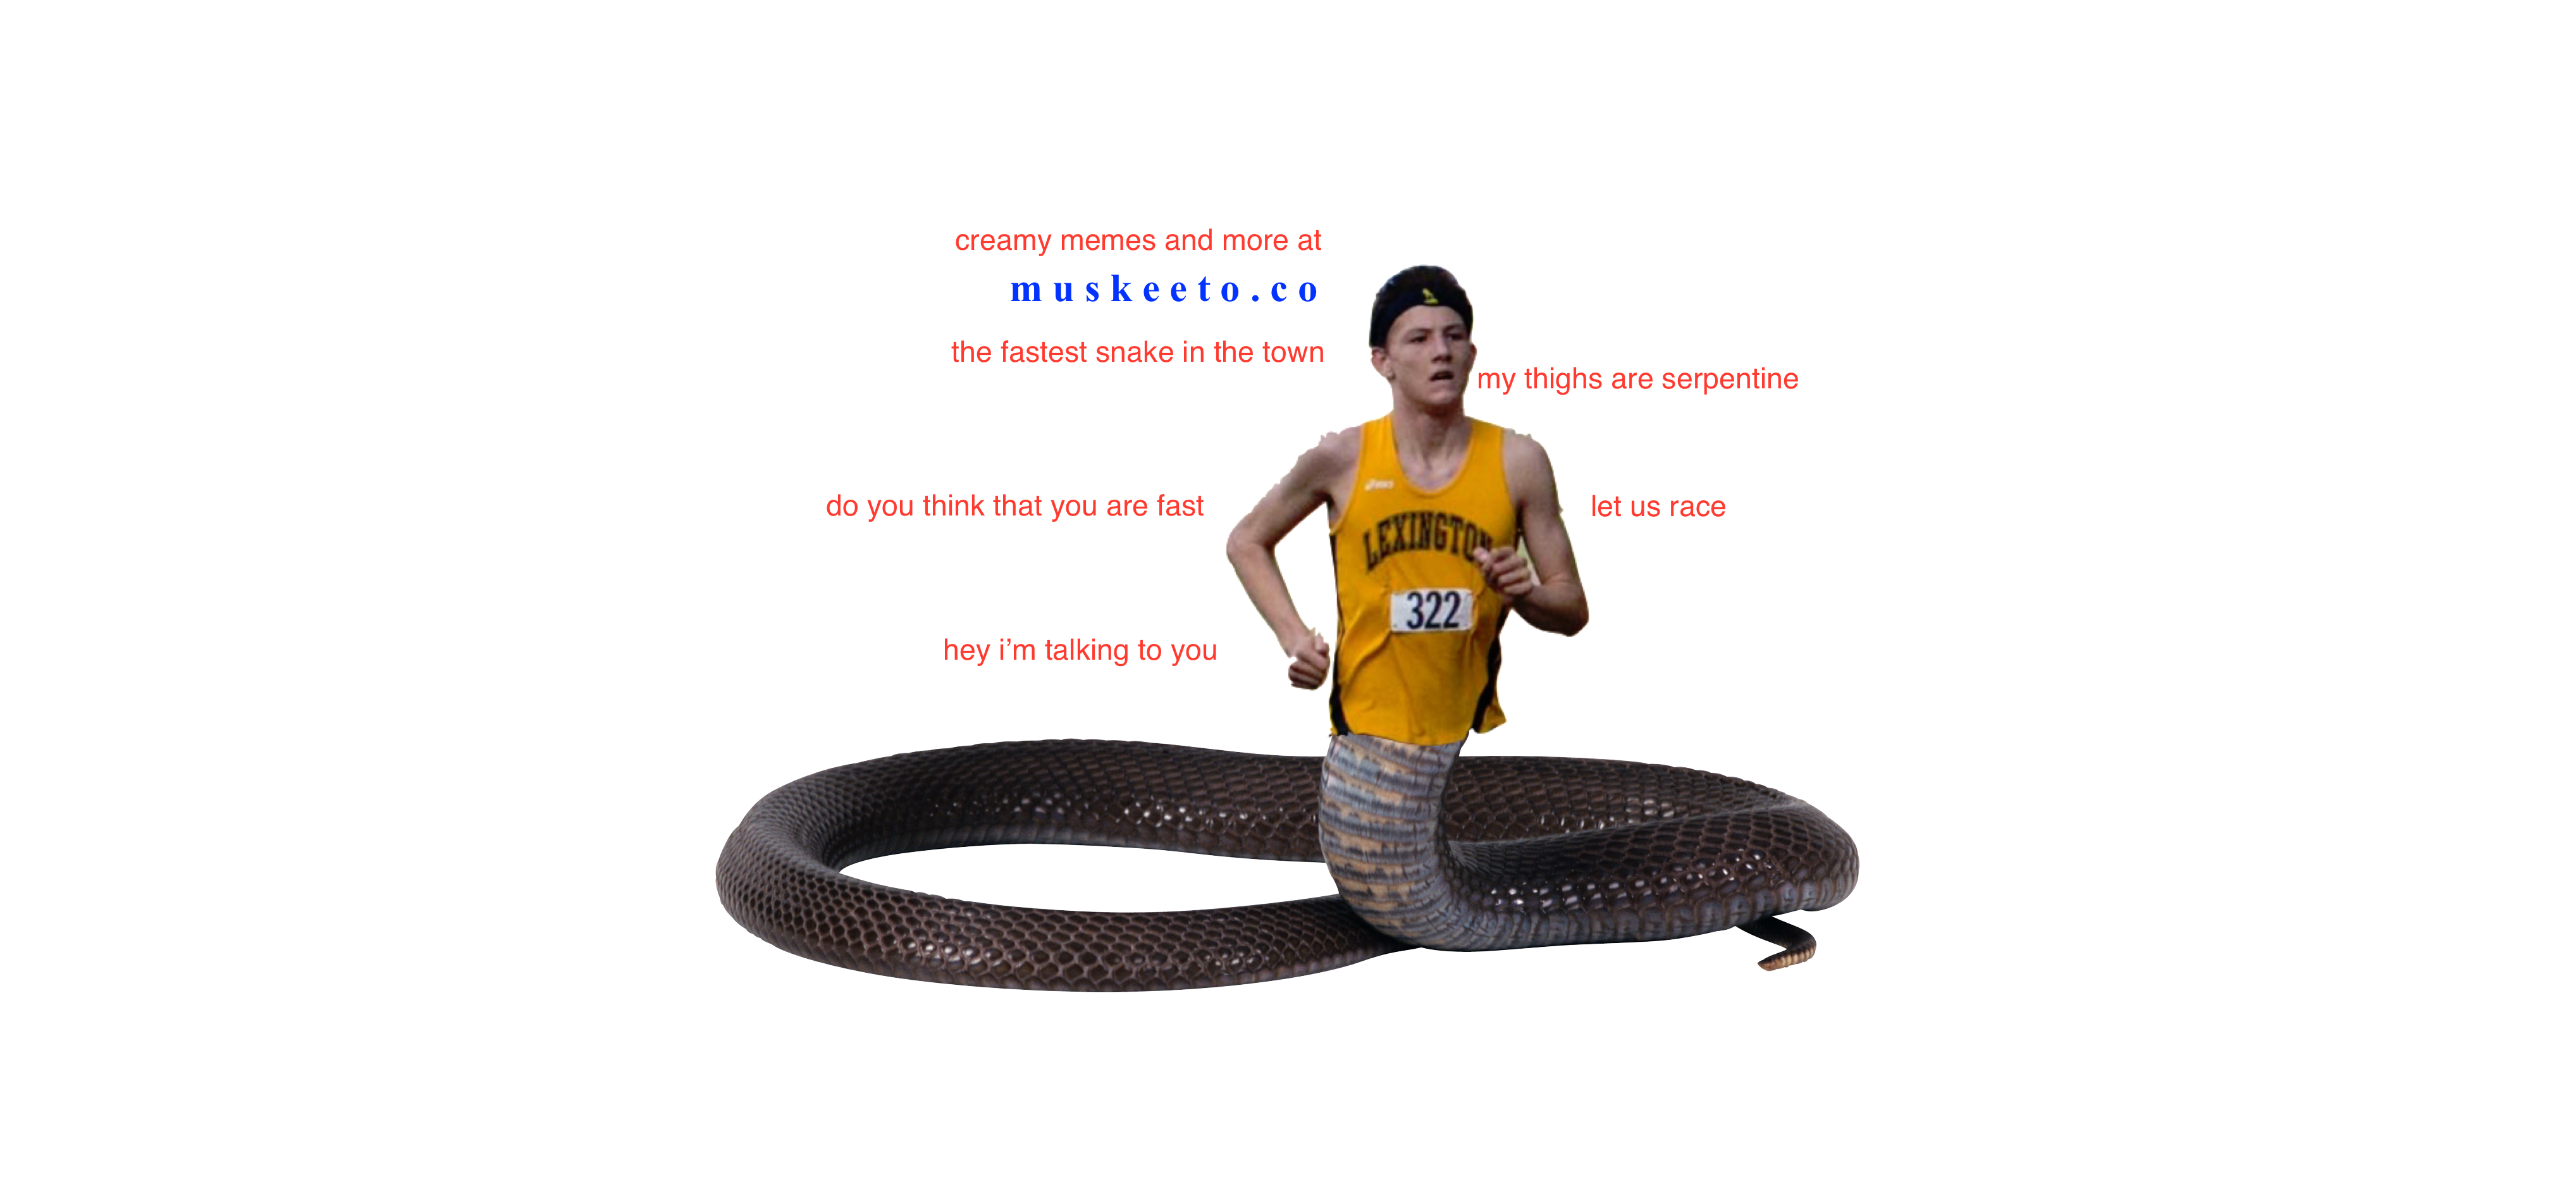 creamy memes and more at
muskeeto.co
the fastest snake in the town
my thighs are serpentine
do you think that you are fast
let us race
LEXINGTON
322
hey i’m talking to you